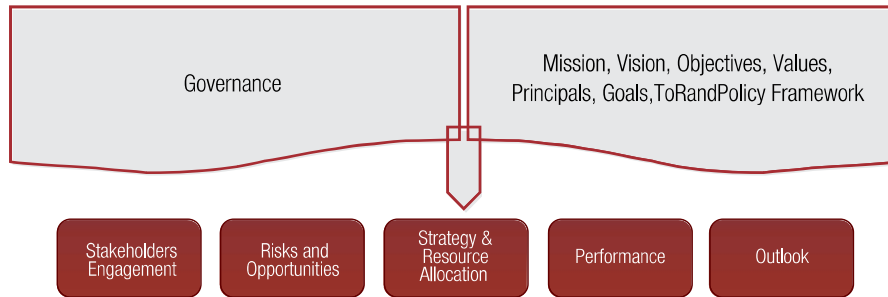 Governance
Mission, Vision, Objectives, Values,
Principals, Goals,ToRandPolicy Framework
Stakeholders
Engagement
Risks and
Opportunities
Strategy &
Resource
Allocation
Performance
Outlook